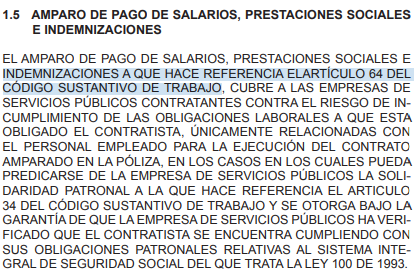 1.5 AMPARO DE PAGO DE SALARIOS, PRESTACIONES SOCIALES
E INDEMNIZACIONES
EL AMPARO DE PAGO DE SALARIOS, PRESTACIONES SOCIALES E
INDEMNIZACIONES A QUE HACE REFERENCIA ELARTÍCULO 64 DEL
CÓDIGO SUSTANTIVO DE TRABAJO, CUBRE A LAS EMPRESAS DE
SERVICIOS PÚBLICOS CONTRATANTES CONTRA EL RIESGO DE IN-
CUMPLIMIENTO DE LAS OBLIGACIONES LABORALES A QUE ESTA
OBLIGADO EL CONTRATISTA, ÚNICAMENTE RELACIONADAS CON
EL PERSONAL EMPLEADO PARA LA EJECUCIÓN DEL CONTRATO
AMPARADO EN LA PÓLIZA, EN LOS CASOS EN LOS CUALES PUEDA
PREDICARSE DE LA EMPRESA DE SERVICIOS PÚBLICOS LA SOLI-
DARIDAD PATRONAL A LA QUE HACE REFERENCIA EL ARTICULO
34 DEL CÓDIGO SUSTANTIVO DE TRABAJO Y SE OTORGA BAJO LA
GARANTÍA DE QUE LA EMPRESA DE SERVICIOS PÚBLICOS HA VERI-
FICADO QUE EL CONTRATISTA SE ENCUENTRA CUMPLIENDO CON
SUS OBLIGACIONES PATRONALES RELATIVAS AL SISTEMA INTE-
GRAL DE SEGURIDAD SOCIAL DEL QUE TRATA LA LEY 100 DE 1993.